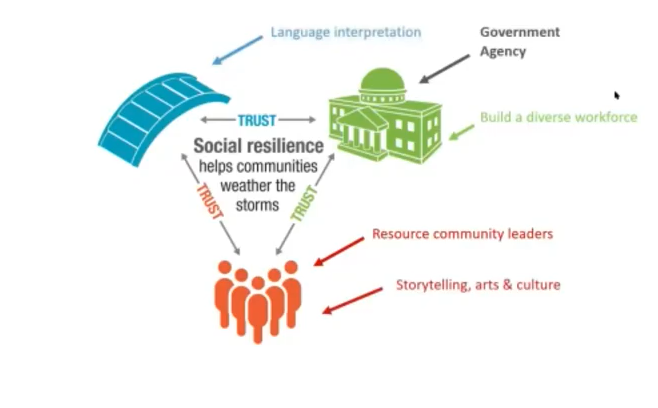 Language interpretation
Government
Agency
Build a diverse workforce
TRUST
Social resilience
helps communities
weather the
storms
TRUST
TRUST
Resource community leaders
Storytelling, arts & culture